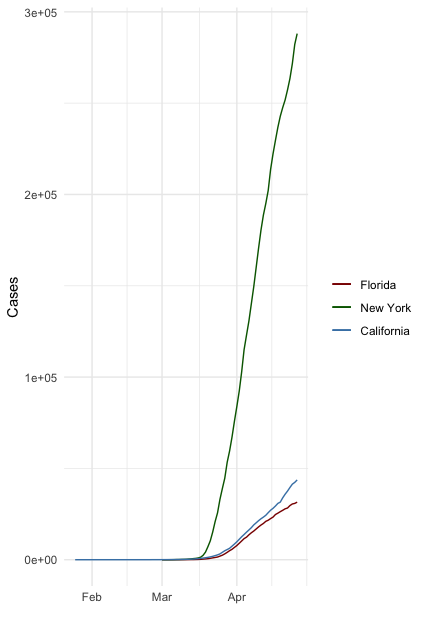 3e+05
2e+05
1e+05
0e+00
Cases
Feb Mar Apr
Florida
New York
California